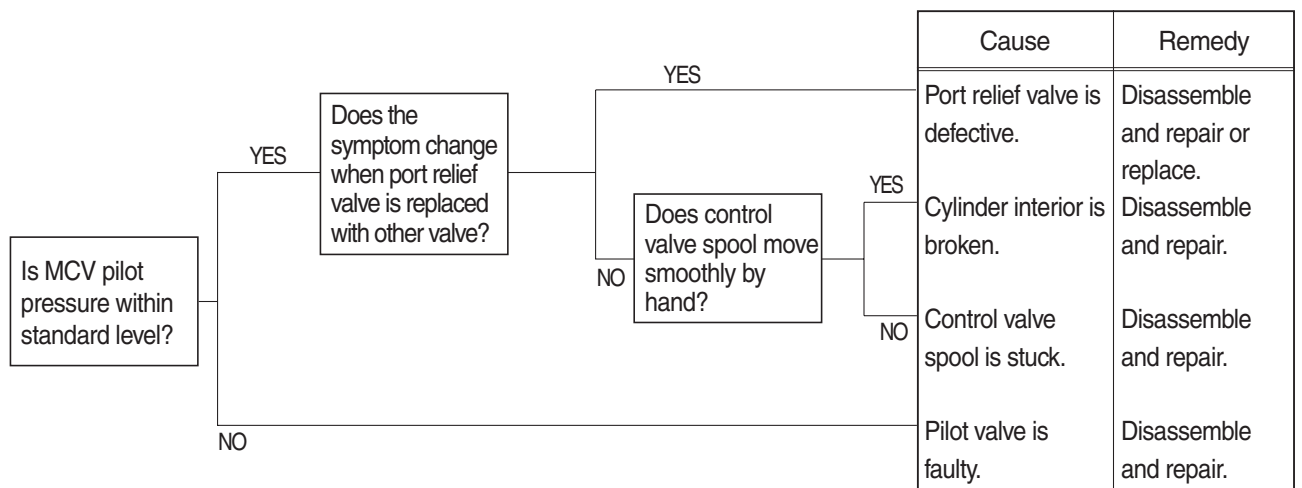 Cause
Remedy
YES
Port relief valve is
defective.
Disassemble
and repair or
replace.
Does the
symptom change
when port relief
valve is replaced
with other valve?
YES
YES
Cylinder interior is
broken.
Disassemble
and repair.
Does control
valve spool move
smoothly by
hand?
NO
Is MCV pilot
pressure within
standard level?
NO
Control valve
spool is stuck.
Disassemble
and repair.
NO
Pilot valve is
faulty.
Disassemble
and repair.